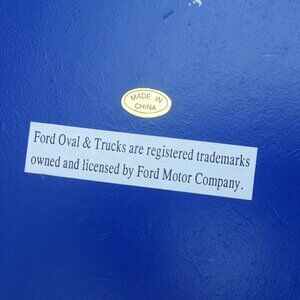 MADE IN
CHINA
Ford Oval & Trucks are registered trademarks
owned and licensed by Ford Motor Company.